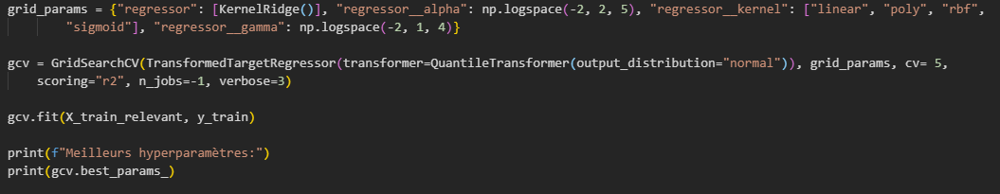 grid_params = {"regressor": [KernelRidge()], "regressor__alpha": np.logspace(-2, 2, 5), "regressor__kernel": ["linear", "poly", "rbf",
"sigmoid"], "regressor__gamma": np.logspace(-2, 1, 4)}
gcv = GridSearchCV(TransformedTargetRegressor(transformer=QuantileTransformer(output_distribution="normal")), grid_params, cv= 5,
scoring="r2", n_jobs=-1, verbose=3)
gcv.fit(X_train_relevant, y_train)
print(f"Meilleurs hyperparamètres:")
print(gcv.best_params_)